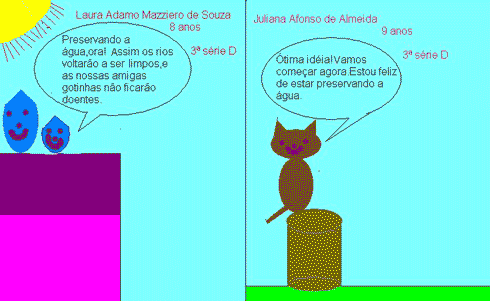 Laura Adamo Mazziero de Souza
8 anos
3ª série D
Preservando a
água,ora! Assim os rios
voltarão a ser limpos,e
as nossas amigas
gotinhas não ficarão
doentes.
Juliana Afonso de Almeida
9 anos
3ª série D
Ótima idéia!Vamos
começar agora.Estou feliz
de estar preservando a
água.